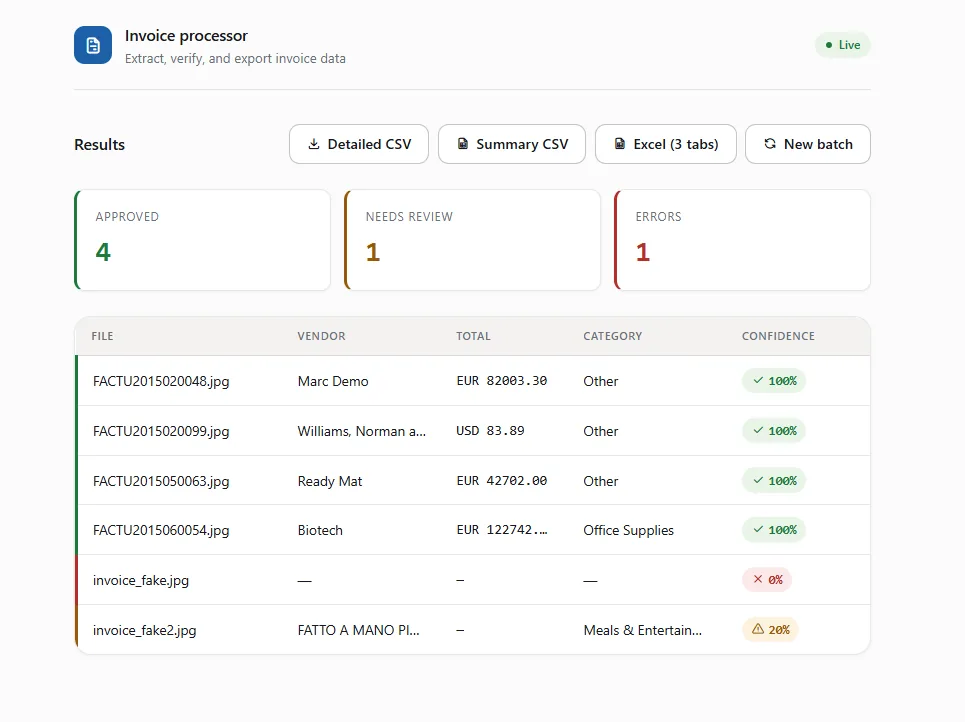 Invoice processor
Extract, verify, and export invoice data
Live
Results
Detailed CSV
Summary CSV
Excel (3 tabs)
New batch
APPROVED
4
NEEDS REVIEW
1
ERRORS
1
FILE VENDOR TOTAL CATEGORY CONFIDENCE
FACTU2015020048.jpg Marc Demo EUR 82003.30 Other 100%
FACTU2015020099.jpg Williams, Norman a... USD 83.89 Other 100%
FACTU2015050063.jpg Ready Mat EUR 42702.00 Other 100%
FACTU2015060054.jpg Biotech EUR 122742.… Office Supplies 100%
invoice_fake.jpg — – — 0%
invoice_fake2.jpg FATTO A MANO PI... – Meals & Entertain... 20%